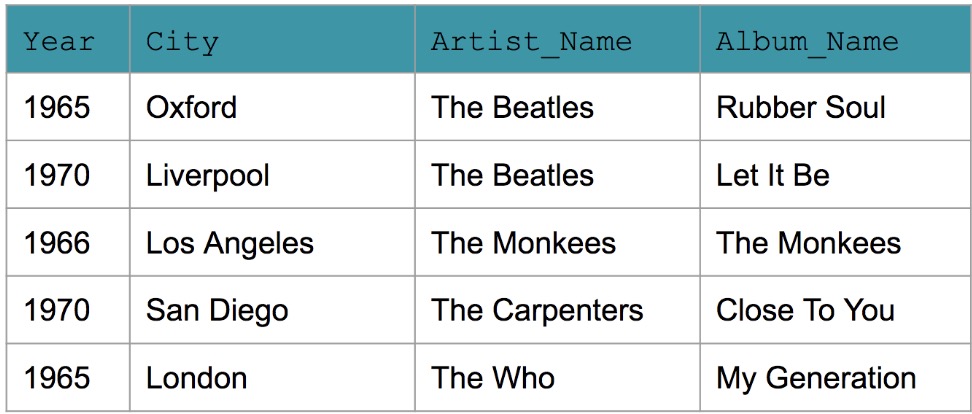 Year City Artist_Name Album_Name
1965 Oxford The Beatles Rubber Soul
1970 Liverpool The Beatles Let It Be
1966 Los Angeles The Monkees The Monkees
1970 San Diego The Carpenters Close To You
1965 London The Who My Generation